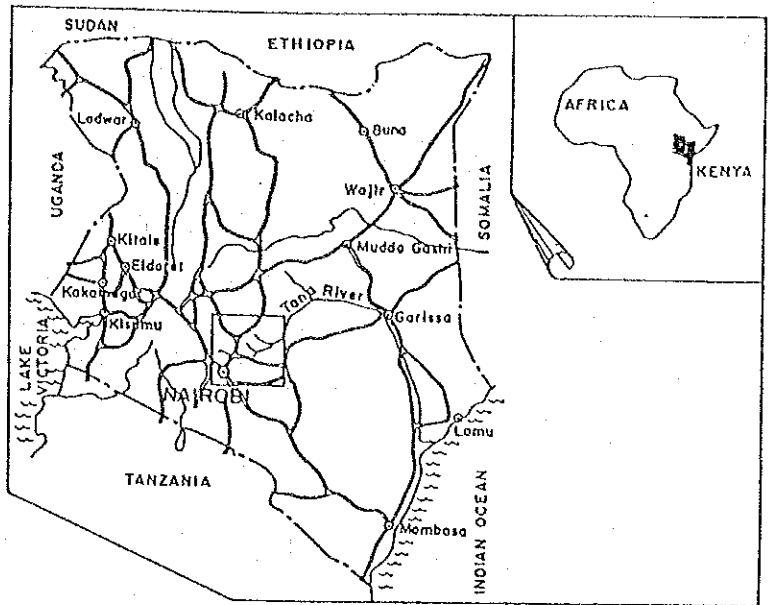 SUDAN
ETHIOPIA
AFRICA
KENYA
Lodwar
Kalacha
Buna
UGANDA
Wajir
SOMALIA
Kitale
Eldoret
Muddo Gashi
Kakamega
Tana River
Kisumu
Garissa
LAKE
VICTORIA
NAIROBI
Lamu
TANZANIA
INDIAN OCEAN
Mombasa